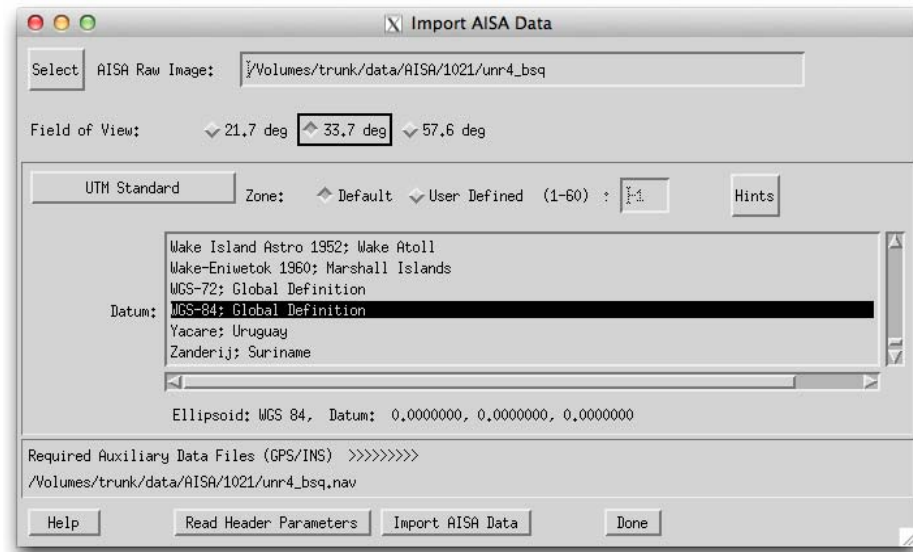 X Import AISA Data
Select AISA Raw Image: /Volumes/trunk/data/AISA/1021/unr4_bsq
Field of View: 21.7 deg 33.7 deg 57.6 deg
UTM Standard Zone: Default User Defined (1-60) : -1 Hints
Wake Island Astro 1952; Wake Atoll
Wake-Eniwetok 1960; Marshall Islands
WGS-72; Global Definition
Datum: WGS-84; Global Definition
Yacare; Uruguay
Zanderij; Suriname
Ellipsoid: WGS 84, Datum: 0.0000000, 0.0000000, 0.0000000
Required Auxiliary Data Files (GPS/INS) >>>>>>>>>
/Volumes/trunk/data/AISA/1021/unr4_bsq.nav
Help Read Header Parameters Import AISA Data Done